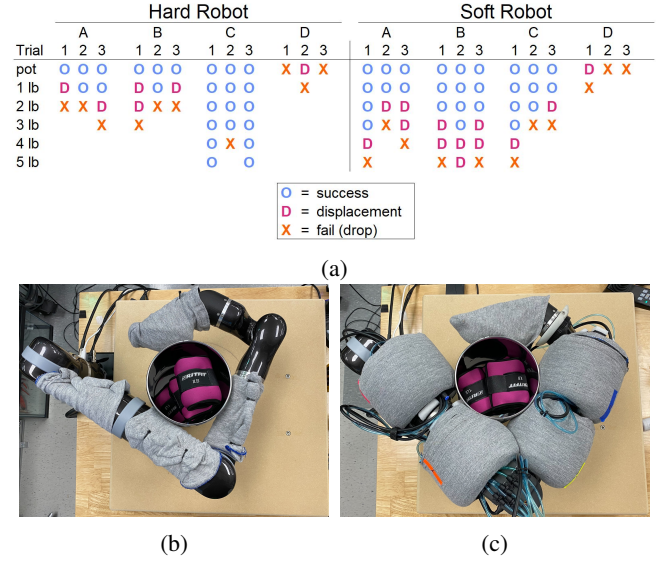 Hard Robot Soft Robot
A B C D A B C D
Trial 1 2 3 1 2 3 1 2 3 1 2 3 1 2 3 1 2 3 1 2 3 1 2 3
pot O O O O O O O O O X D X O O O O O O O O O D X X
1 lb D O O D O D O O O X O O O O O O O O O X
2 lb X X D D X X O O O O D D O O O O O D
3 lb X X O O O O X D D O D O X X
4 lb O X O D X D D D D
5 lb O O X X D X X
O = success
D = displacement
X = fail (drop)
(a)
(b)
(c)